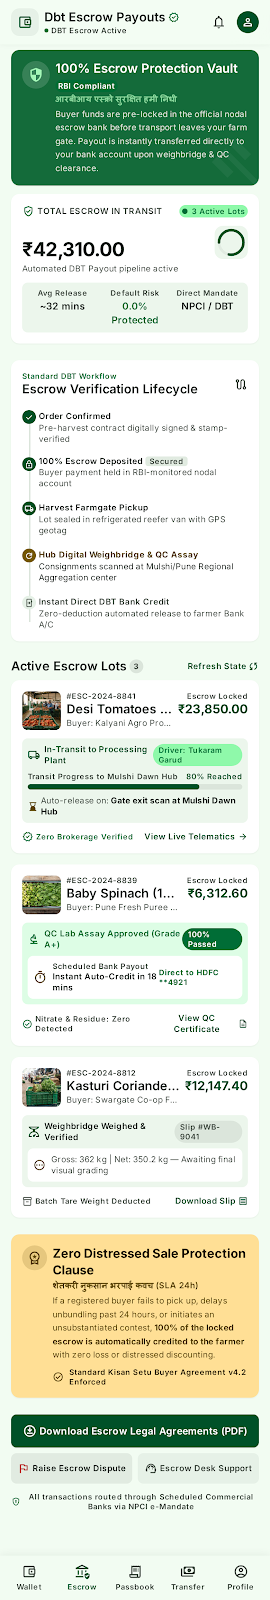 Dbt Escrow Payouts
DBT Escrow Active
100% Escrow Protection Vault
RBI Compliant
आरबीआय एस्क्रो सुरक्षित हमी निधी
Buyer funds are pre-locked in the official nodal
escrow bank before transport leaves your farm
gate. Payout is instantly transferred directly to
your bank account upon weighbridge & QC
clearance.
TOTAL ESCROW IN TRANSIT
3 Active Lots
₹42,310.00
Automated DBT Payout pipeline active
Avg Release
Default Risk
Direct Mandate
~32 mins
0.0%
Protected
NPCI / DBT
Standard DBT Workflow
Escrow Verification Lifecycle
Order Confirmed
Pre-harvest contract digitally signed & stamp-
verified
100% Escrow Deposited Secured
Buyer payment held in RBI-monitored nodal
account
Harvest Farmgate Pickup
Lot sealed in refrigerated reefer van with GPS
geotag
Hub Digital Weighbridge & QC Assay
Consignments scanned at Mulshi/Pune Regional
Aggregation center
Instant Direct DBT Bank Credit
Zero-deduction automated release to farmer Bank
A/C
Active Escrow Lots 3
Refresh State
#ESC-2024-8841
Escrow Locked
Desi Tomatoes ... ₹23,850.00
Buyer: Kalyani Agro Pro...
In-Transit to Processing
Plant
Driver: Tukaram
Garud
Transit Progress to Mulshi Dawn Hub 80% Reached
Auto-release on: Gate exit scan at Mulshi Dawn
Hub
Zero Brokerage Verified
View Live Telematics →
#ESC-2024-8839
Escrow Locked
Baby Spinach (1... ₹6,312.60
Buyer: Pune Fresh Puree ...
QC Lab Assay Approved (Grade
A+)
100%
Passed
Scheduled Bank Payout
Instant Auto-Credit in 18
mins
Direct to HDFC
**4921
Nitrate & Residue: Zero
Detected
View QC
Certificate
#ESC-2024-8812
Escrow Locked
Kasturi Coriande... ₹12,147.40
Buyer: Swargate Co-op F...
Weighbridge Weighed &
Verified
Slip #WB-
9041
Gross: 362 kg | Net: 350.2 kg — Awaiting final
visual grading
Batch Tare Weight Deducted
Download Slip
Zero Distressed Sale Protection
Clause
शेतकरी नुकसान भरपाई कवच (SLA 24h)
If a registered buyer fails to pick up, delays
unbundling past 24 hours, or initiates an
unsubstantiated contest, 100% of the locked
escrow is automatically credited to the farmer
with zero loss or distressed discounting.
Standard Kisan Setu Buyer Agreement v4.2
Enforced
Download Escrow Legal Agreements (PDF)
Raise Escrow Dispute
Escrow Desk Support
All transactions routed through Scheduled Commercial
Banks via NPCI e-Mandate
Wallet
Escrow
Passbook
Transfer
Profile